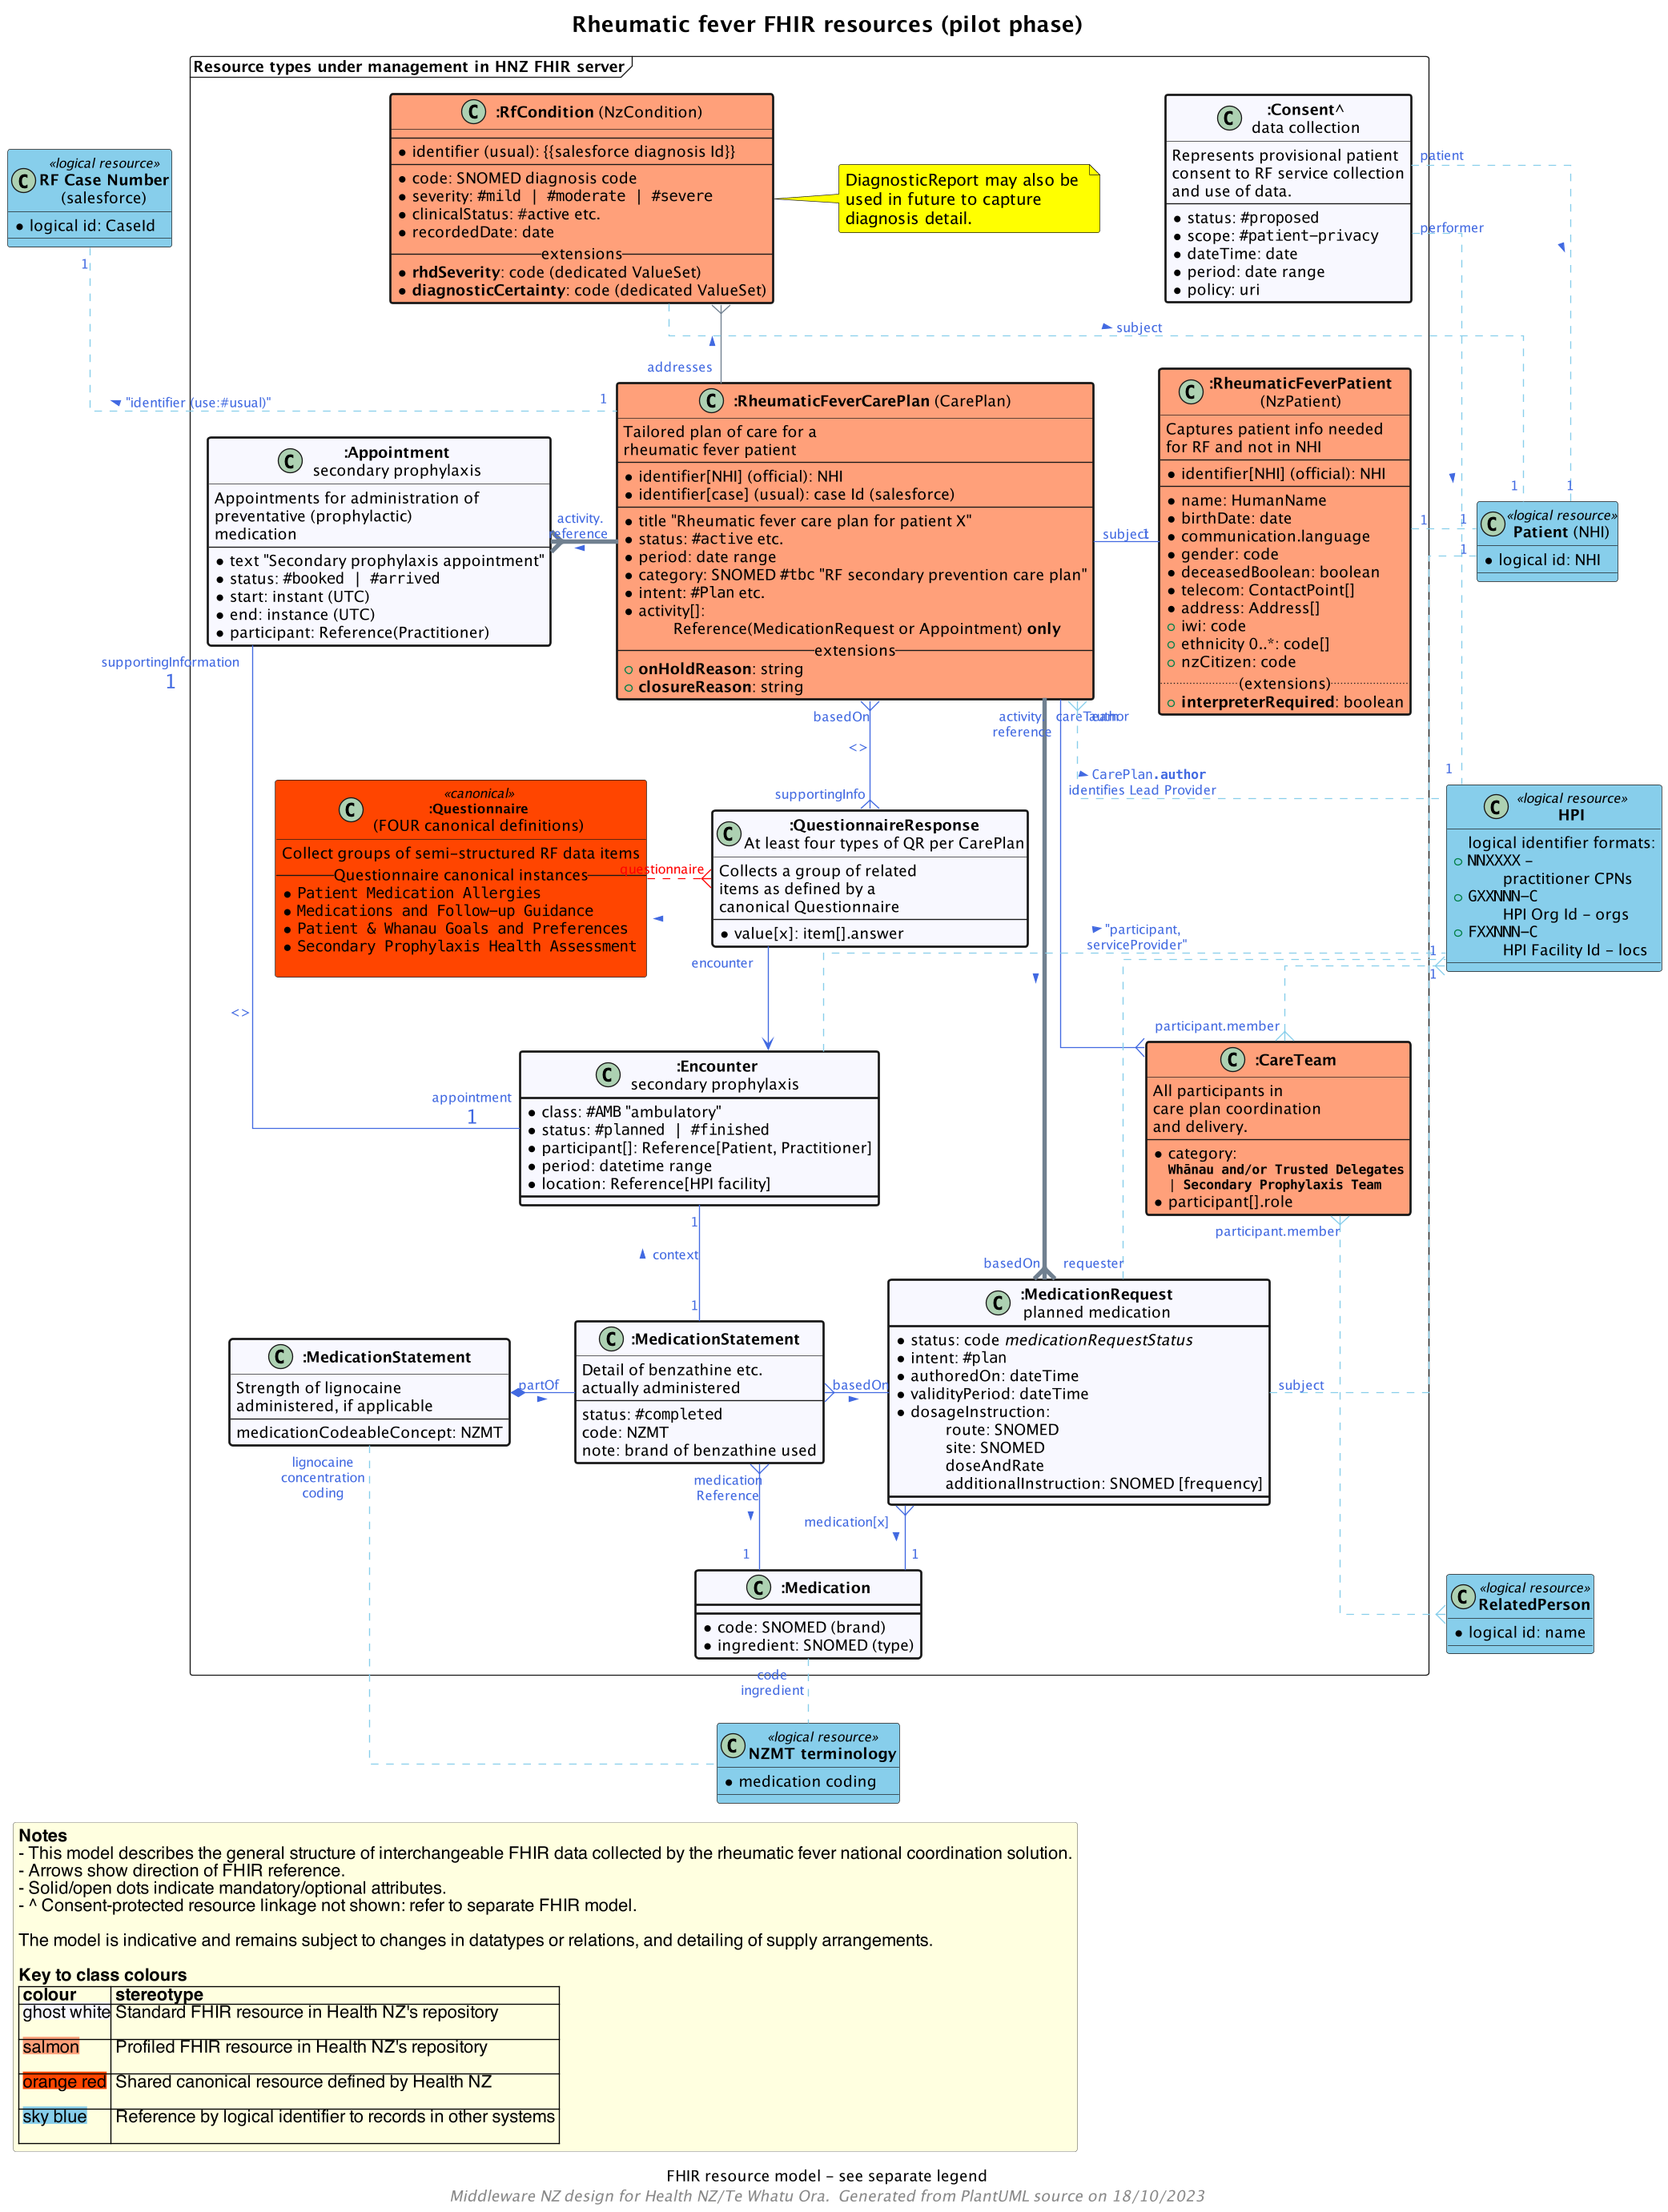 Rheumatic fever FHIR resources (pilot phase)
Resource types under management in HNZ FHIR server
C :RfCondition (NzCondition)
• identifier (usual): {{salesforce diagnosis Id}}
• code: SNOMED diagnosis code
• severity: #mild | #moderate | #severe
• clinicalStatus: #active etc.
• recordedDate: date
extensions
• rhdSeverity: code (dedicated ValueSet)
• diagnosticCertainty: code (dedicated ValueSet)
DiagnosticReport may also be
used in future to capture
diagnosis detail.
C :Consent^
data collection
Represents provisional patient
consent to RF service collection
and use of data.
• status: #proposed
• scope: #patient-privacy
• dateTime: date
• period: date range
• policy: uri
patient
performer
«logical resource»
C RF Case Number
(salesforce)
• logical id: CaseId
1
"identifier (use:#usual)"
1
addresses
subject
C :RheumaticFeverCarePlan (CarePlan)
Tailored plan of care for a
rheumatic fever patient
• identifier[NHI] (official): NHI
• identifier[case] (usual): case Id (salesforce)
• title "Rheumatic fever care plan for patient X"
• status: #active etc.
• period: date range
• category: SNOMED #tbc "RF secondary prevention care plan"
• intent: #Plan etc.
• activity[]:
Reference(MedicationRequest or Appointment) only
extensions
○ onHoldReason: string
○ closureReason: string
C :RheumaticFeverPatient
(NzPatient)
Captures patient info needed
for RF and not in NHI
• identifier[NHI] (official): NHI
• name: HumanName
• birthDate: date
• communication.language
• gender: code
• deceasedBoolean: boolean
• telecom: ContactPoint[]
• address: Address[]
○ iwi: code
○ ethnicity 0..*: code[]
○ nzCitizen: code
(extensions)
○ interpreterRequired: boolean
C :Appointment
secondary prophylaxis
Appointments for administration of
preventative (prophylactic)
medication
• text "Secondary prophylaxis appointment"
• status: #booked | #arrived
• start: instant (UTC)
• end: instance (UTC)
• participant: Reference(Practitioner)
activity.
reference
subject
1
1
1
1
1
1
«logical resource»
C Patient (NHI)
• logical id: NHI
supportingInformation
1
basedOn
<>
supportingInfo
activity.
reference
careTeam
author
CarePlan.author
identifies Lead Provider
1
«canonical»
C :Questionnaire
(FOUR canonical definitions)
Collect groups of semi-structured RF data items
Questionnaire canonical instances
• Patient Medication Allergies
• Medications and Follow-up Guidance
• Patient & Whanau Goals and Preferences
• Secondary Prophylaxis Health Assessment
questionnaire
C :QuestionnaireResponse
At least four types of QR per CarePlan
Collects a group of related
items as defined by a
canonical Questionnaire
• value[x]: item[].answer
«logical resource»
C HPI
logical identifier formats:
○ NNXXXX -
practitioner CPNs
○ GXXNNN-C
HPI Org Id - orgs
○ FXXNNN-C
HPI Facility Id - locs
encounter
"participant,
serviceProvider"
1
1
<>
participant.member
C :Encounter
secondary prophylaxis
• class: #AMB "ambulatory"
• status: #planned | #finished
• participant[]: Reference[Patient, Practitioner]
• period: datetime range
• location: Reference[HPI facility]
appointment
1
C :CareTeam
All participants in
care plan coordination
and delivery.
• category:
Whānau and/or Trusted Delegates
| Secondary Prophylaxis Team
• participant[].role
participant.member
1
context
1
basedOn
requester
C :MedicationRequest
planned medication
• status: code medicationRequestStatus
• intent: #plan
• authoredOn: dateTime
• validityPeriod: dateTime
• dosageInstruction:
route: SNOMED
site: SNOMED
doseAndRate
additionalInstruction: SNOMED [frequency]
subject
C :MedicationStatement
Strength of lignocaine
administered, if applicable
medicationCodeableConcept: NZMT
partOf
C :MedicationStatement
Detail of benzathine etc.
actually administered
status: #completed
code: NZMT
note: brand of benzathine used
basedOn
lignocaine
concentration
coding
medication
Reference
1
medication[x]
1
C :Medication
• code: SNOMED (brand)
• ingredient: SNOMED (type)
«logical resource»
C RelatedPerson
• logical id: name
code
ingredient
«logical resource»
C NZMT terminology
• medication coding
Notes
- This model describes the general structure of interchangeable FHIR data collected by the rheumatic fever national coordination solution.
- Arrows show direction of FHIR reference.
- Solid/open dots indicate mandatory/optional attributes.
- ^ Consent-protected resource linkage not shown: refer to separate FHIR model.
The model is indicative and remains subject to changes in datatypes or relations, and detailing of supply arrangements.
Key to class colours
colour stereotype
ghost white Standard FHIR resource in Health NZ's repository
salmon Profiled FHIR resource in Health NZ's repository
orange red Shared canonical resource defined by Health NZ
sky blue Reference by logical identifier to records in other systems
FHIR resource model - see separate legend
Middleware NZ design for Health NZ/Te Whatu Ora. Generated from PlantUML source on 18/10/2023